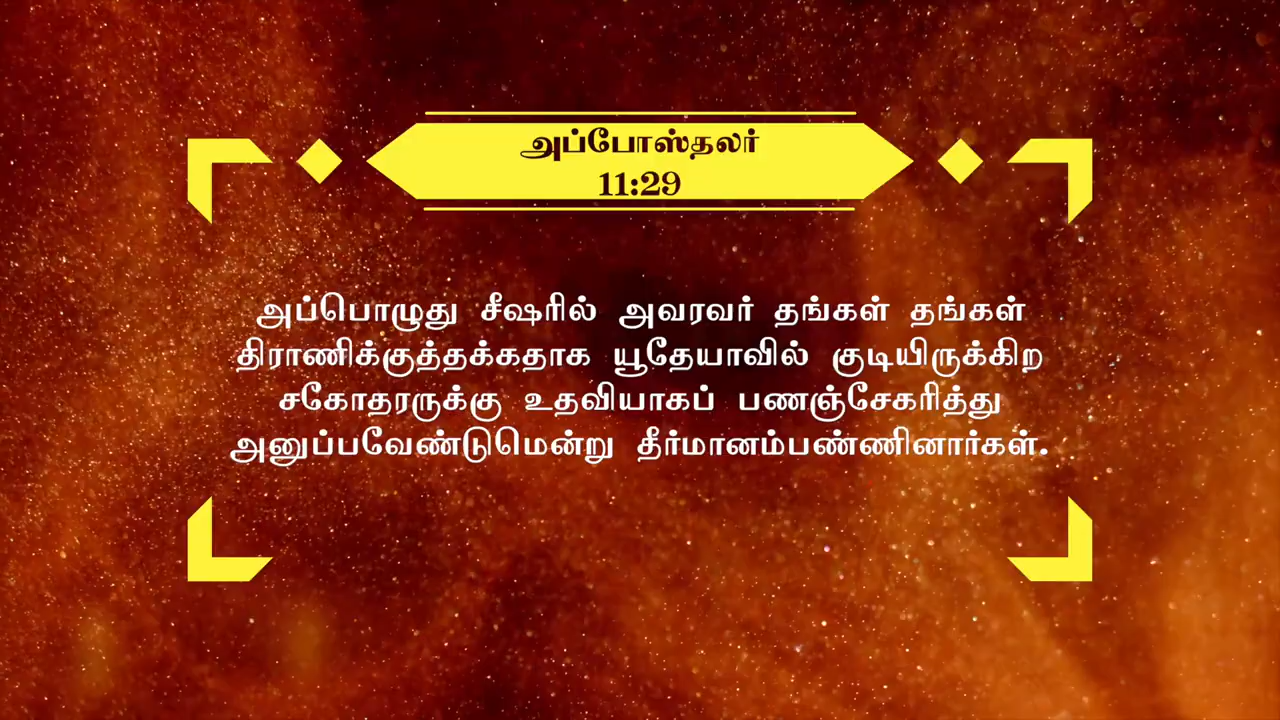 அப்போஸ்தலர்
11:29
அப்பொழுது சீஷரில் அவரவர் தங்கள் தங்கள்
திராணிக்குத்தக்கதாக யூதேயாவில் குடியிருக்கிற
சகோதரருக்கு உதவியாகப் பணஞ்சேகரித்து
அனுப்பவேண்டுமென்று தீர்மானம்பண்ணினார்கள்.